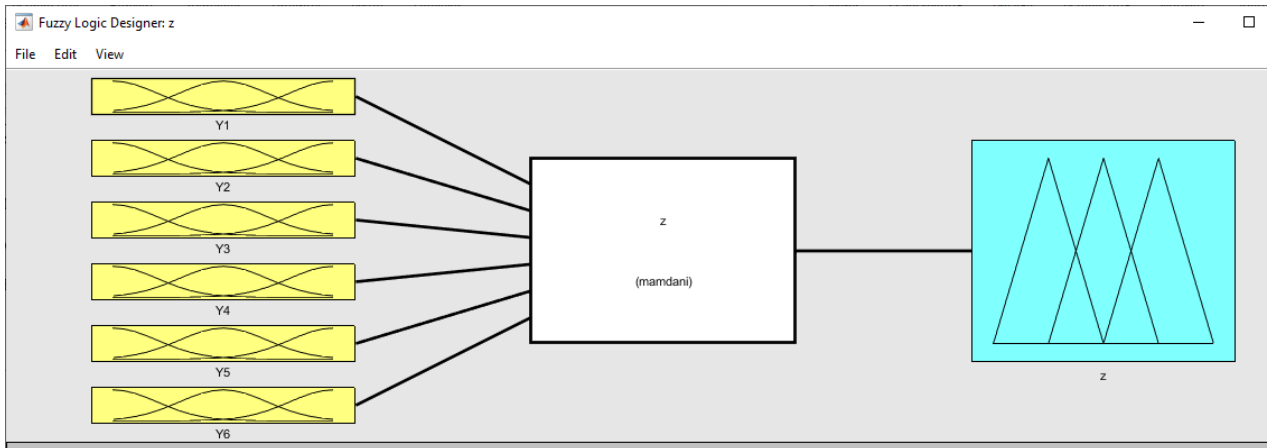 Fuzzy Logic Designer: z
File Edit View
Y1
Y2
Y3
Y4
Y5
Y6
z
(mamdani)
z